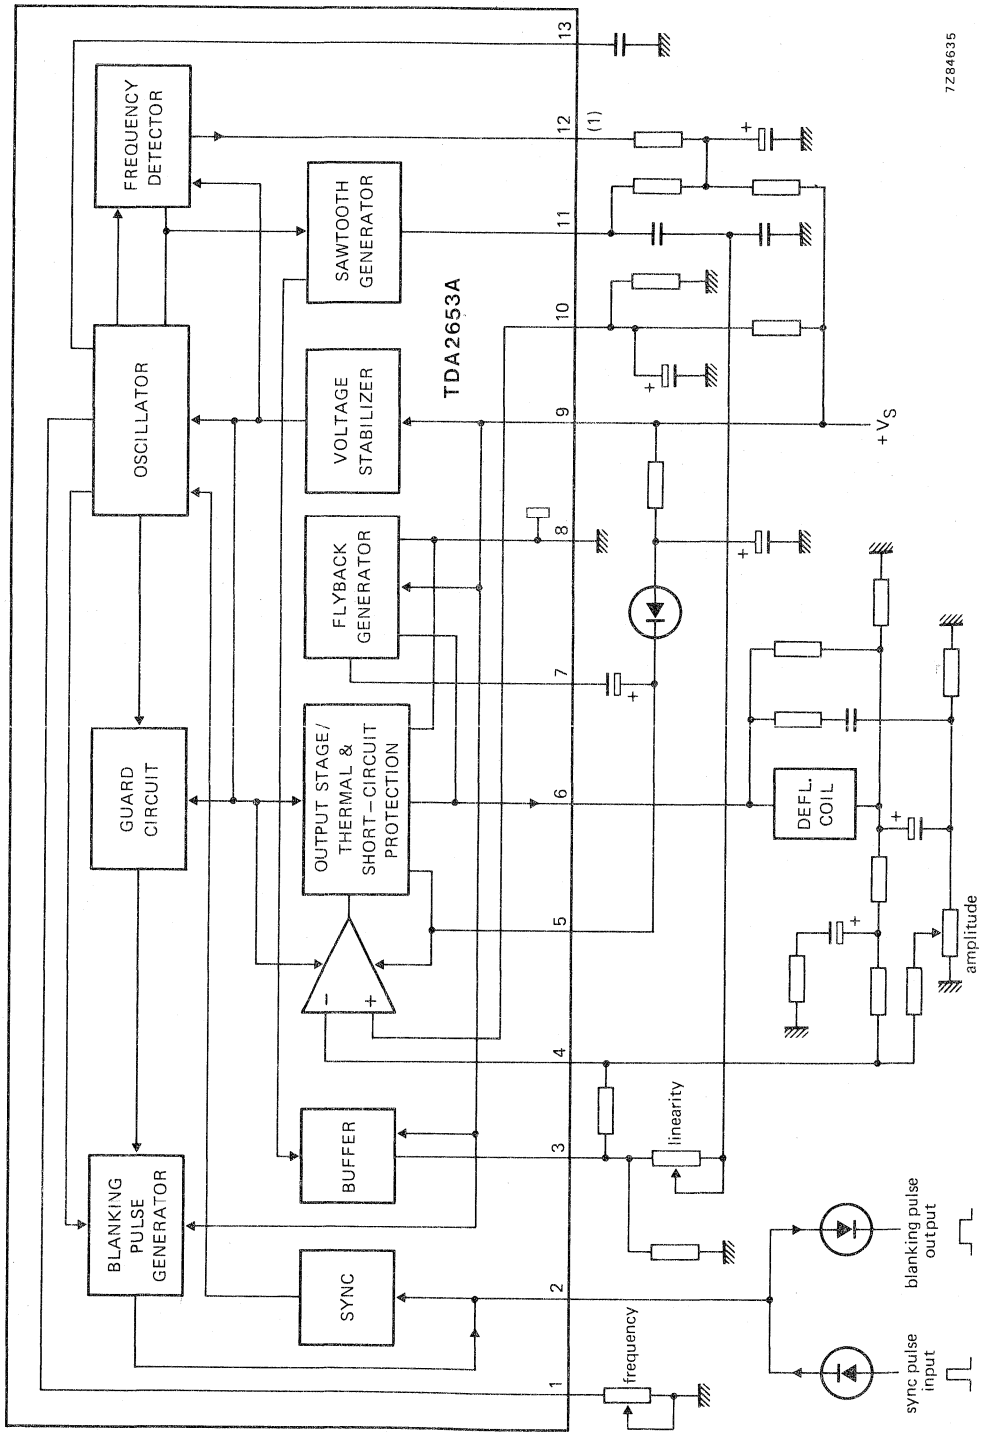 BLANKING
PULSE
GENERATOR
GUARD
CIRCUIT
OSCILLATOR
FREQUENCY
DETECTOR
SYNC
BUFFER
−
+
OUTPUT STAGE/
THERMAL &
SHORT-CIRCUIT
PROTECTION
FLYBACK
GENERATOR
VOLTAGE
STABILIZER
SAWTOOTH
GENERATOR
TDA2653A
1
2
3
4
5
6
7
8
9
10
11
12
13
(1)
frequency
linearity
+
+
+
+
DEFL.
COIL
+
+
+VS
sync pulse
input
blanking pulse
output
amplitude
7Z84635